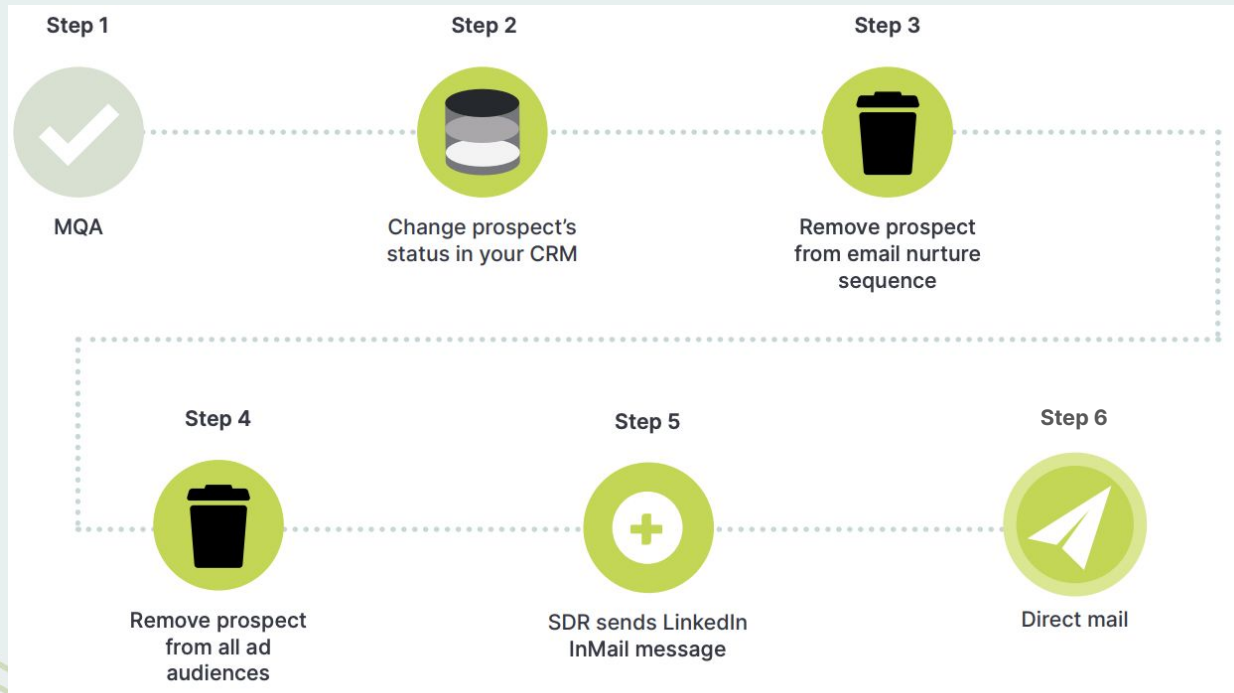 Step 1
Step 2
Step 3
MQA
Change prospect's
status in your CRM
Remove prospect
from email nurture
sequence
Step 4
Step 5
Step 6
Remove prospect
from all ad
audiences
SDR sends LinkedIn
InMail message
Direct mail